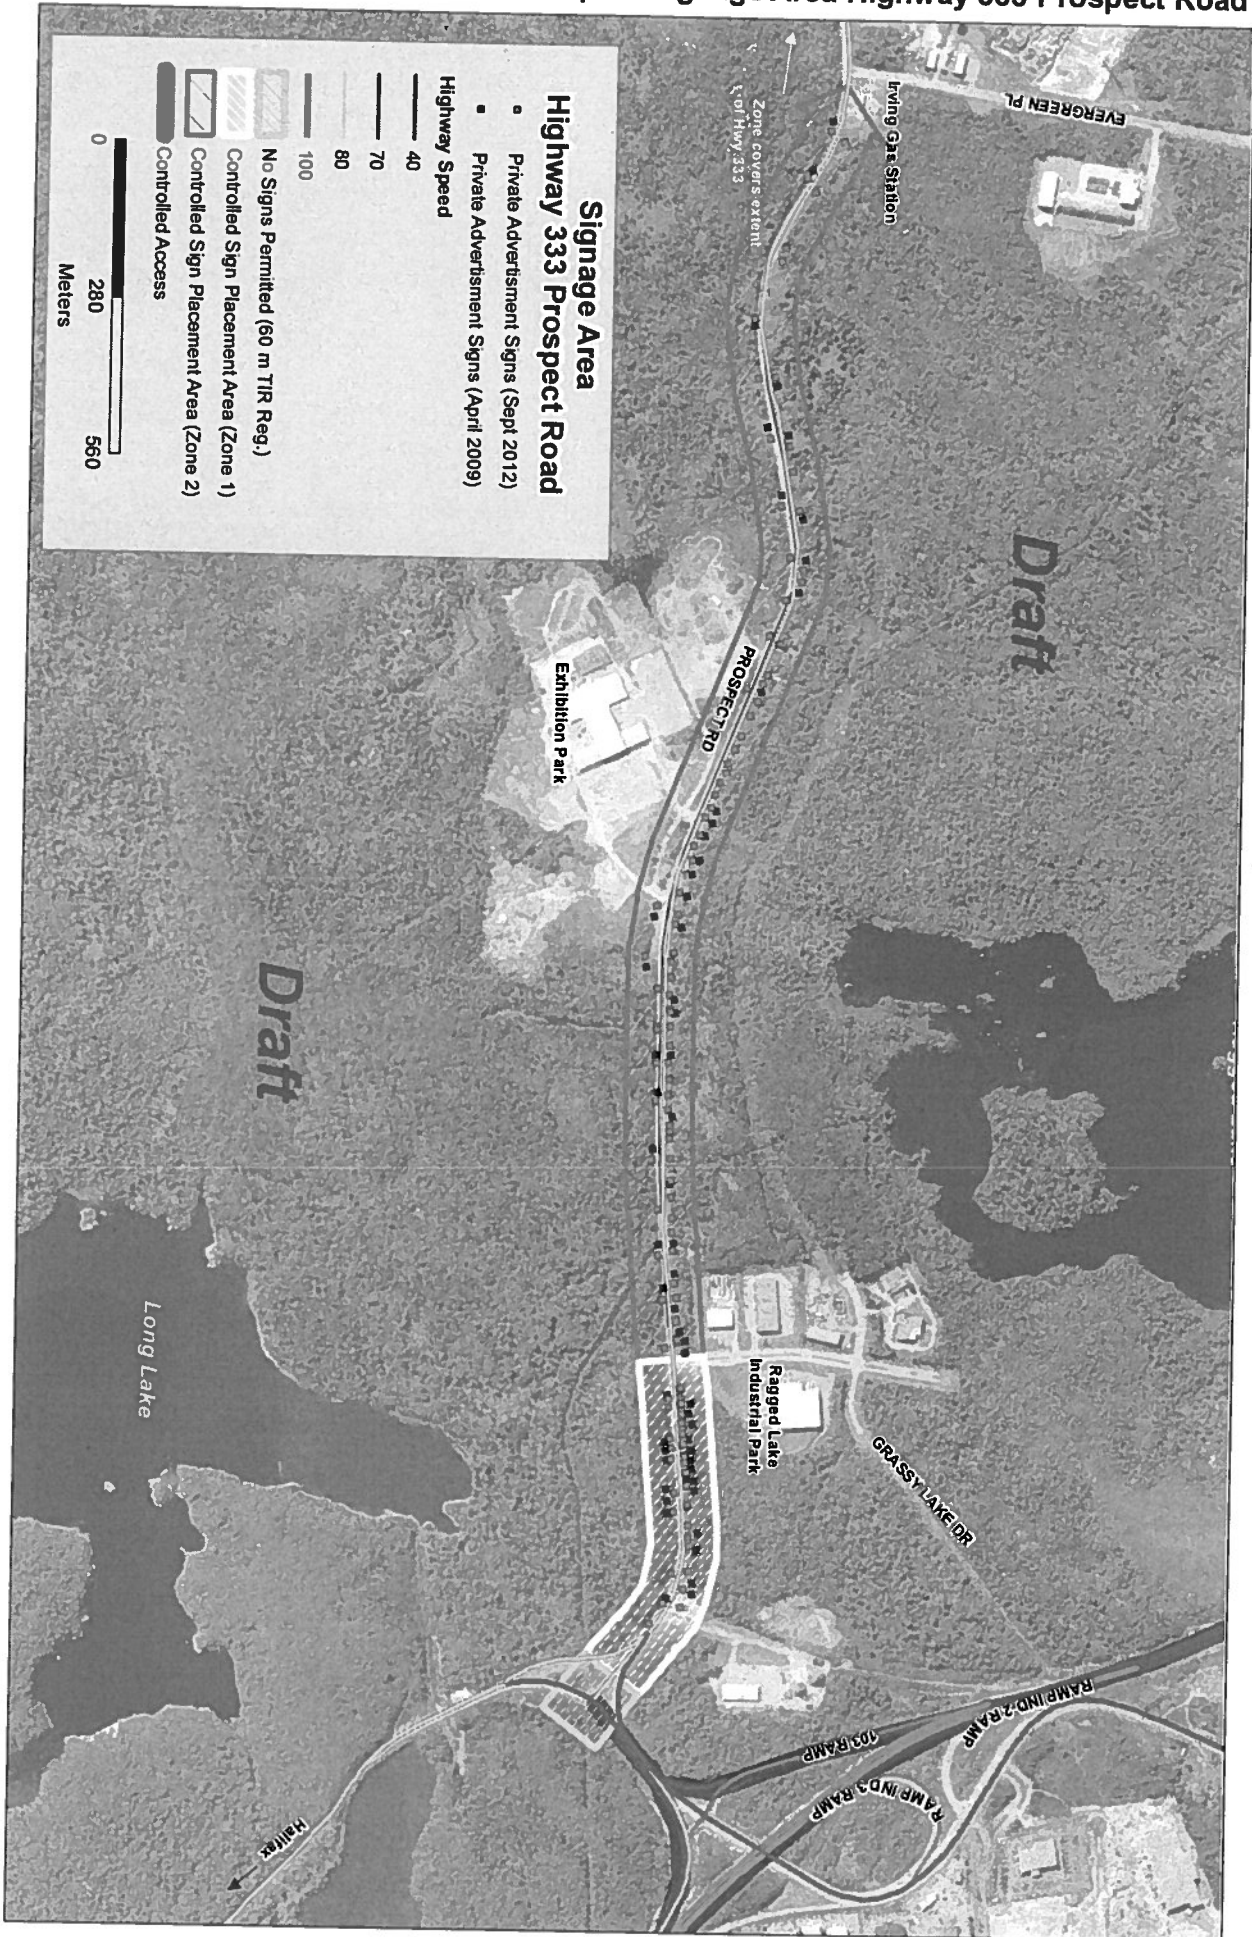 Highway 333 Prospect Road
Signage Area
Highway 333 Prospect Road
Private Advertisment Signs (Sept 2012)
Private Advertisment Signs (April 2009)
Highway Speed
40
70
80
100
No Signs Permitted (60 m TIR Reg.)
Controlled Sign Placement Area (Zone 1)
Controlled Sign Placement Area (Zone 2)
Controlled Access
0 280 560
Meters
Zone covers extent
of Hwy 333
Irving Gas Station
EVERGREEN PL
Draft
PROSPECT RD
Exhibition Park
Draft
Long Lake
Ragged Lake
Industrial Park
GRASSY LAKE DR
RAMP IND 2 RAMP
103 RAMP
RAMP IND 3 RAMP
Halifax